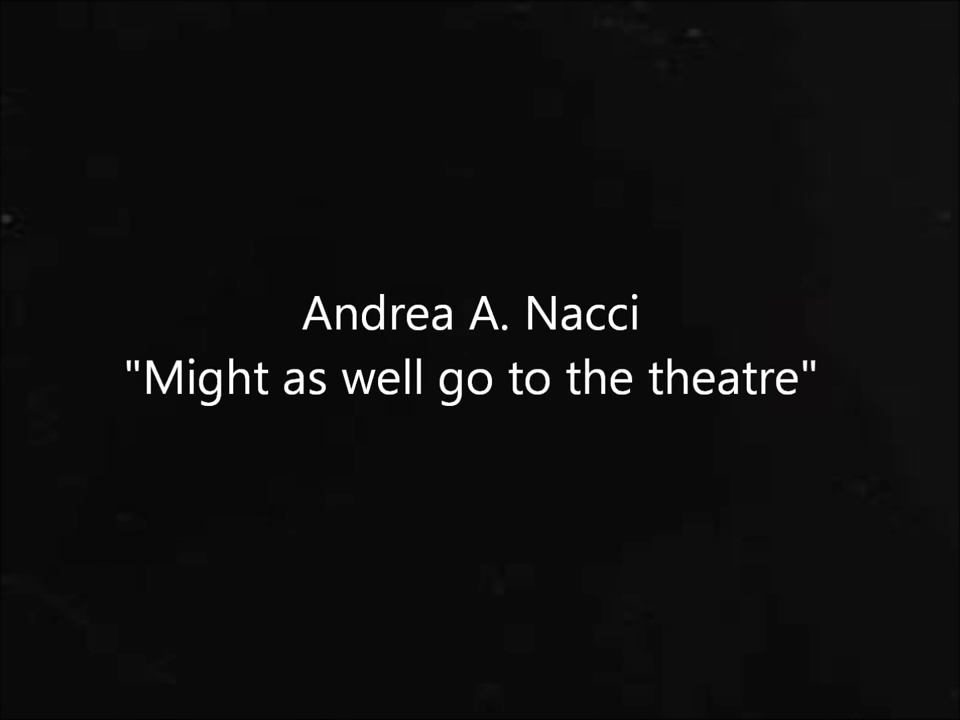 Andrea A. Nacci
"Might as well go to the theatre"